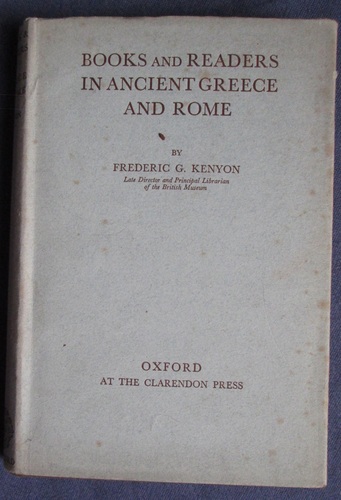 BOOKS AND READERS
IN ANCIENT GREECE
AND ROME
BY
FREDERIC G. KENYON
Late Director and Principal Librarian
of the British Museum
OXFORD
AT THE CLARENDON PRESS